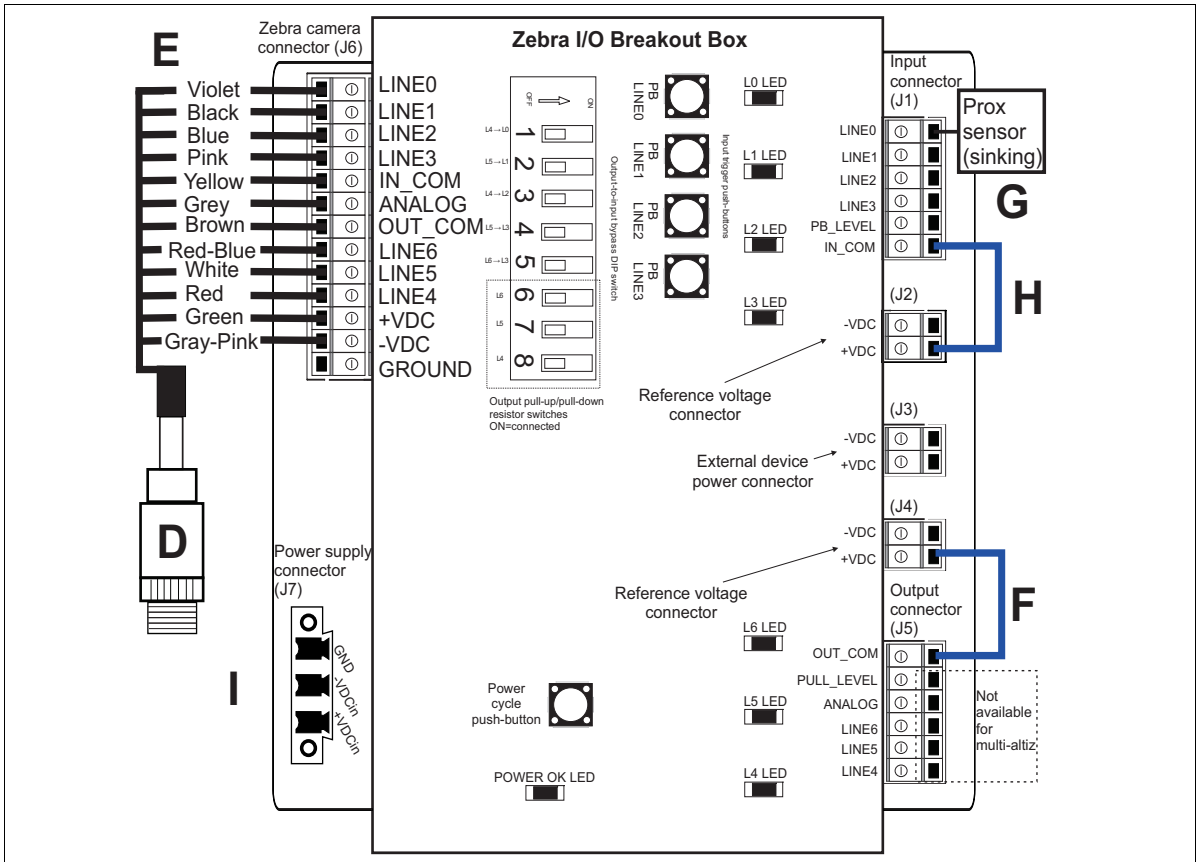 Zebra I/O Breakout Box
E
Zebra camera
connector (J6)
Violet
Black
Blue
Pink
Yellow
Grey
Brown
Red-Blue
White
Red
Green
Gray-Pink
LINE0
LINE1
LINE2
LINE3
IN_COM
ANALOG
OUT_COM
LINE6
LINE5
LINE4
+VDC
-VDC
GROUND
D
OFF
ON
L4→L0
1
L5→L1
2
L4→L2
3
L5→L3
4
L6→L3
5
L6
6
L5
7
L4
8
Output-to-input bypass DIP switch
Output pull-up/pull-down
resistor switches
ON=connected
PB
LINE0
PB
LINE1
PB
LINE2
PB
LINE3
Input trigger push-buttons
L0 LED
L1 LED
L2 LED
L3 LED
Input
connector
(J1)
LINE0
LINE1
LINE2
LINE3
PB_LEVEL
IN_COM
Prox
sensor
(sinking)
G
H
(J2)
-VDC
+VDC
Reference voltage
connector
(J3)
-VDC
+VDC
External device
power connector
(J4)
-VDC
+VDC
Reference voltage
connector
F
Output
connector
(J5)
OUT_COM
PULL_LEVEL
ANALOG
LINE6
LINE5
LINE4
Not
available
for
multi-altiz
L6 LED
L5 LED
L4 LED
Power supply
connector
(J7)
GND
-VDCin
+VDCin
I
Power
cycle
push-button
POWER OK LED